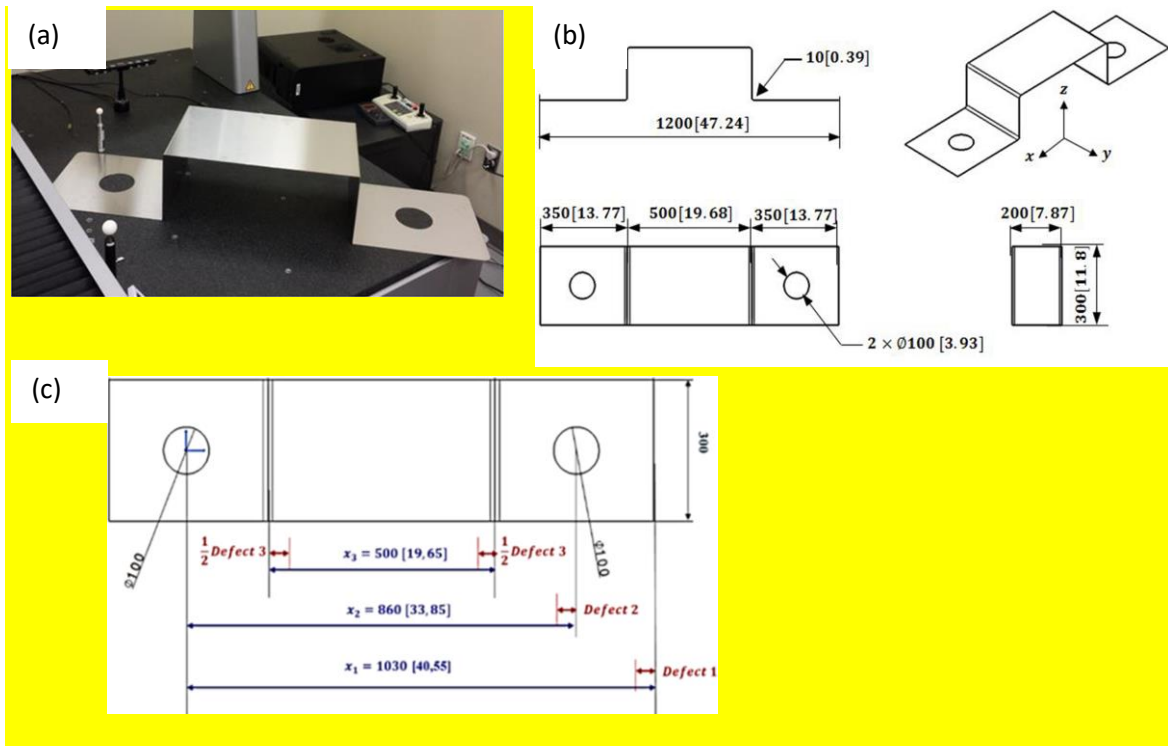 (a)
(b)
10[0.39]
1200[47.24]
z
x
y
350[13.77]
500[19.68]
350[13.77]
200[7.87]
300[11.8]
2 × Ø100 [3.93]
(c)
300
Φ100
Φ100
1/2 Defect 3
x₃ = 500 [19,65]
1/2 Defect 3
x₂ = 860 [33,85]
Defect 2
x₁ = 1030 [40,55]
Defect 1